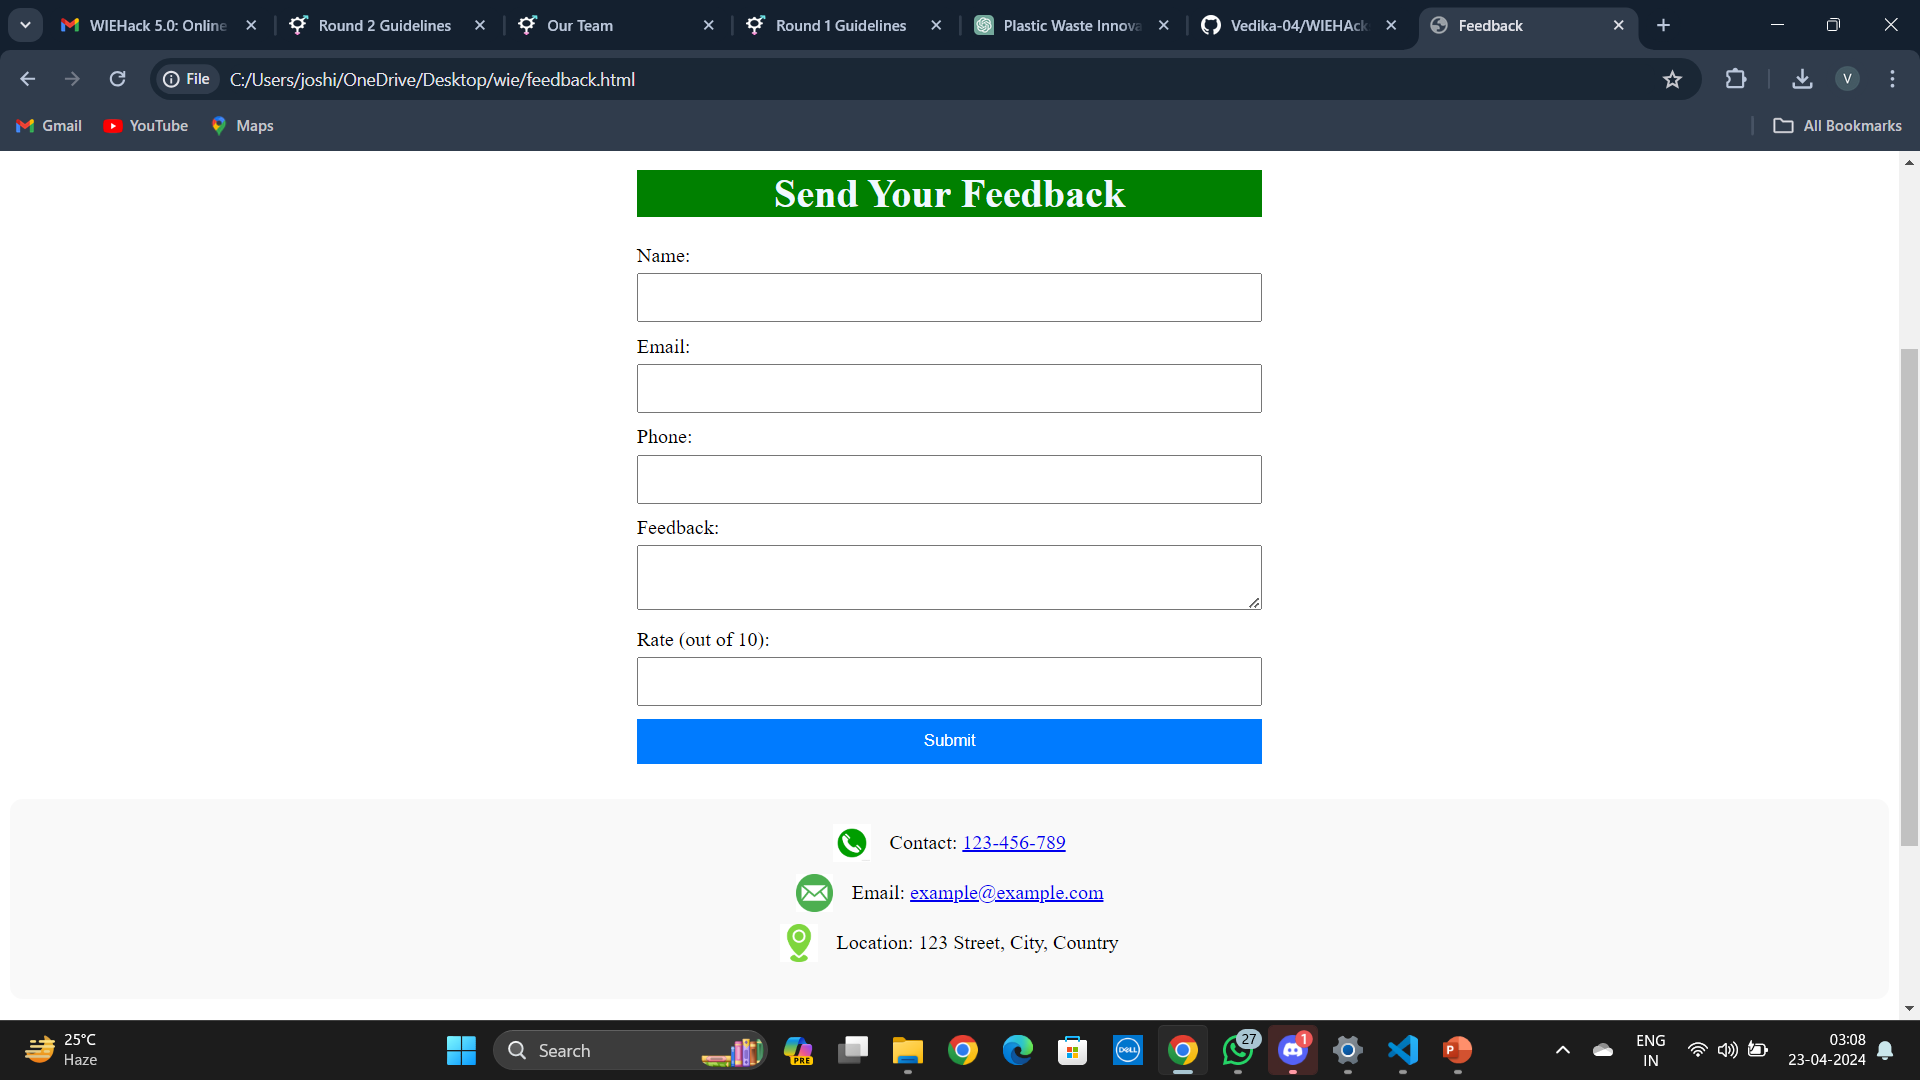 WIEHack 5.0: Online
Round 2 Guidelines
Our Team
Round 1 Guidelines
Plastic Waste Innova
Vedika-04/WIEHAck
Feedback
File
C:/Users/joshi/OneDrive/Desktop/wie/feedback.html
V
Gmail
YouTube
Maps
All Bookmarks
Send Your Feedback
Name:
Email:
Phone:
Feedback:
Rate (out of 10):
Submit
Contact: 123-456-789
Email: example@example.com
Location: 123 Street, City, Country
25°C
Haze
Search
PRE
DELL
27
1
P
ENG
IN
03:08
23-04-2024